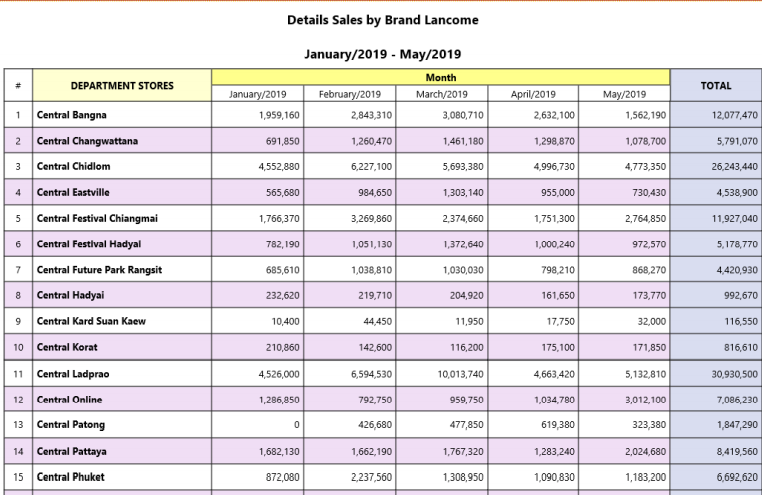 Details Sales by Brand Lancome
January/2019 - May/2019
# DEPARTMENT STORES Month TOTAL
January/2019 February/2019 March/2019 April/2019 May/2019
1 Central Bangna 1,959,160 2,843,310 3,080,710 2,632,100 1,562,190 12,077,470
2 Central Changwattana 691,850 1,260,470 1,461,180 1,298,870 1,078,700 5,791,070
3 Central Chidlom 4,552,880 6,227,100 5,693,380 4,996,730 4,773,350 26,243,440
4 Central Eastville 565,680 984,650 1,303,140 955,000 730,430 4,538,900
5 Central Festival Chiangmai 1,766,370 3,269,860 2,374,660 1,751,300 2,764,850 11,927,040
6 Central Festival Hadyai 782,190 1,051,130 1,372,640 1,000,240 972,570 5,178,770
7 Central Future Park Rangsit 685,610 1,038,810 1,030,030 798,210 868,270 4,420,930
8 Central Hadyai 232,620 219,710 204,920 161,650 173,770 992,670
9 Central Kard Suan Kaew 10,400 44,450 11,950 17,750 32,000 116,550
10 Central Korat 210,860 142,600 116,200 175,100 171,850 816,610
11 Central Ladprao 4,526,000 6,594,530 10,013,740 4,663,420 5,132,810 30,930,500
12 Central Online 1,286,850 792,750 959,750 1,034,780 3,012,100 7,086,230
13 Central Patong 0 426,680 477,850 619,380 323,380 1,847,290
14 Central Pattaya 1,682,130 1,662,190 1,767,320 1,283,240 2,024,680 8,419,560
15 Central Phuket 872,080 2,237,560 1,308,950 1,090,830 1,183,200 6,692,620